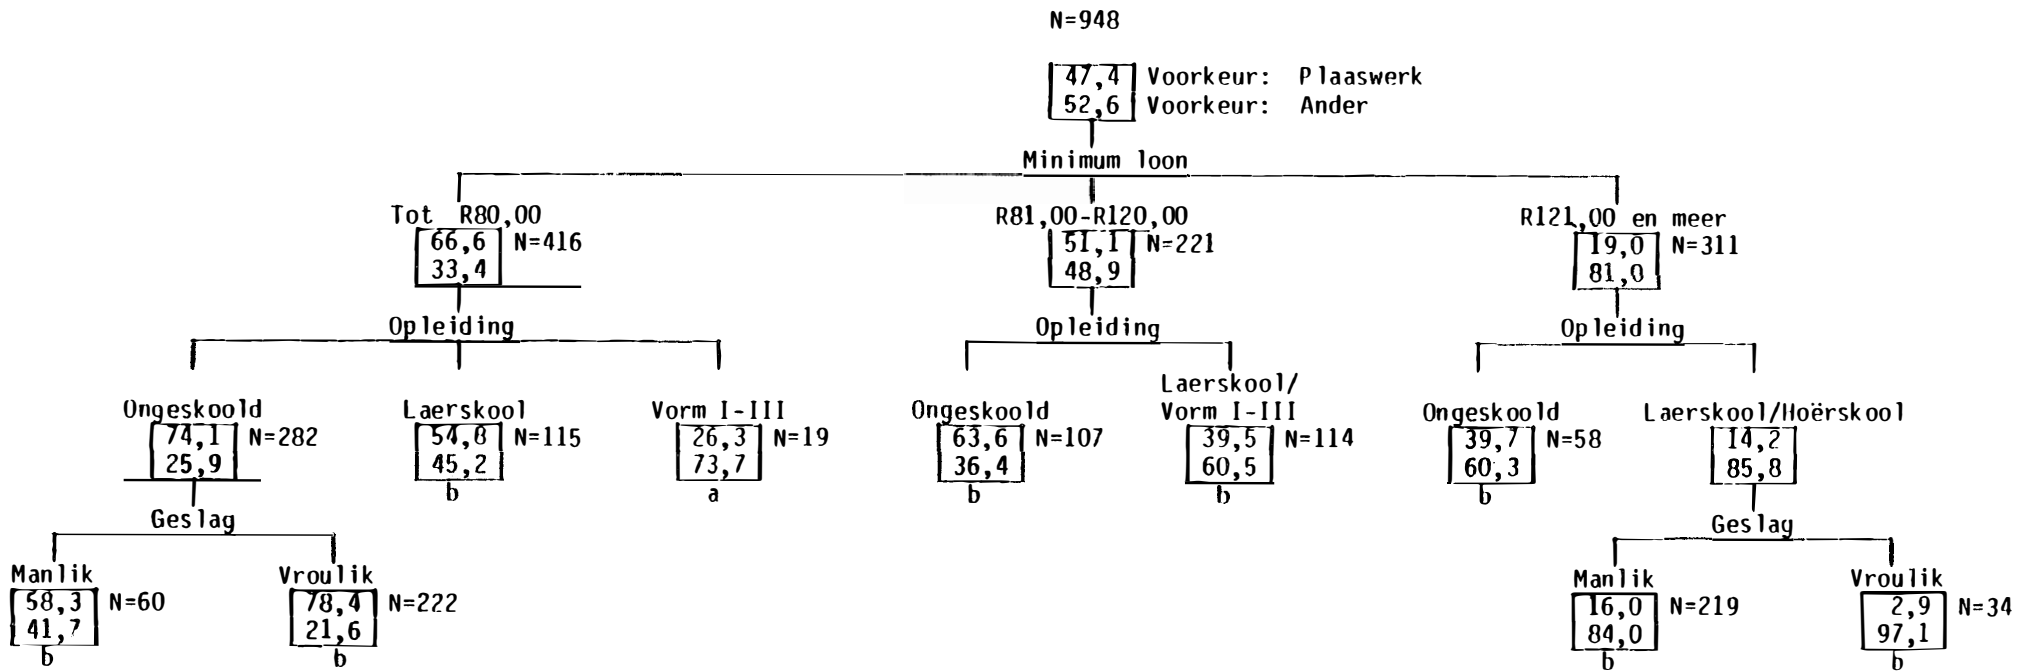 N=948
47,4 Voorkeur: Plaaswerk
52,6 Voorkeur: Ander
Minimum loon
Tot R80,00
66,6 N=416
33,4
R81,00-R120,00
51,1 N=221
48,9
R121,00 en meer
19,0 N=311
81,0
Opleiding
Opleiding
Opleiding
Ongeskoold
74,1 N=282
25,9
Laerskool
54,8 N=115
45,2
b
Vorm I-III
26,3 N=19
73,7
a
Ongeskoold
63,6 N=107
36,4
b
Laerskool/
Vorm I-III
39,5 N=114
60,5
b
Ongeskoold
39,7 N=58
60,3
b
Laerskool/Hoërskool
14,2
85,8
Geslag
Geslag
Manlik
58,3 N=60
41,7
b
Vroulik
78,4 N=222
21,6
b
Manlik
16,0 N=219
84,0
b
Vroulik
2,9 N=34
97,1
b